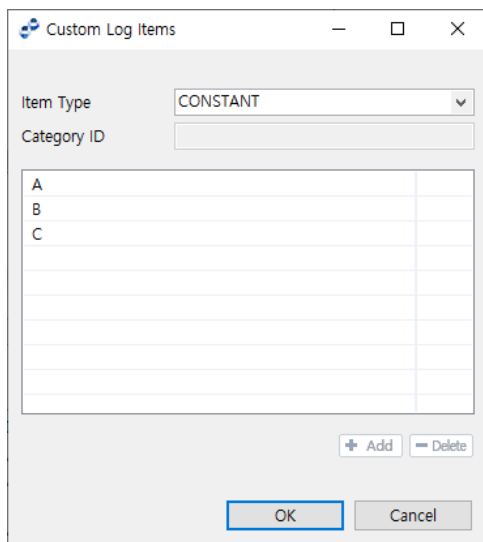 Custom Log Items
Item Type CONSTANT
Category ID
A
B
C
Add Delete
OK Cancel